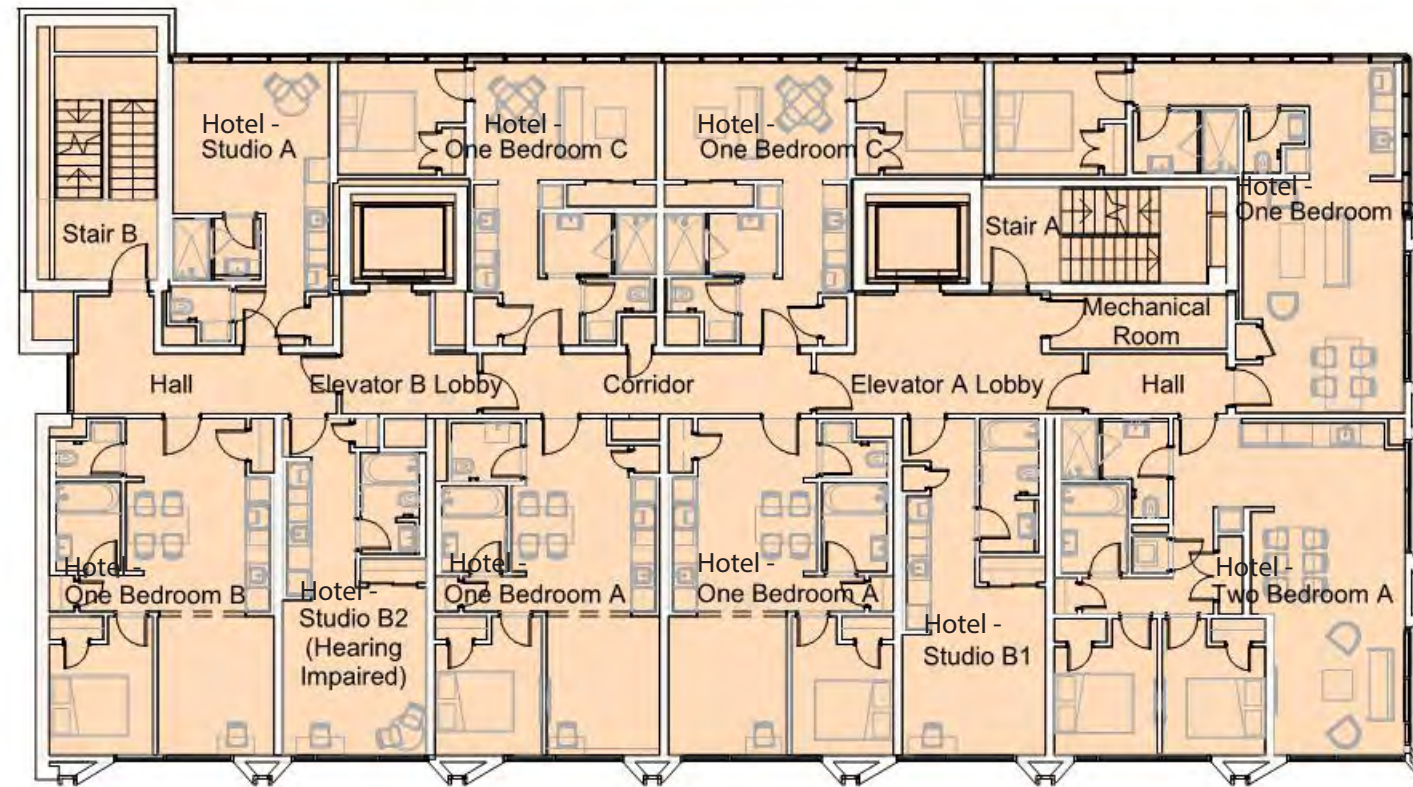 Hotel -
Studio A
Hotel -
One Bedroom C
Hotel -
One Bedroom C
Stair B
Stair A
Hotel -
One Bedroom
Mechanical
Room
Hall
Elevator B Lobby
Corridor
Elevator A Lobby
Hall
Hotel -
One Bedroom B
Hotel -
Studio B2
(Hearing
Impaired)
Hotel -
One Bedroom A
Hotel -
One Bedroom A
Hotel -
Studio B1
Hotel -
Two Bedroom A